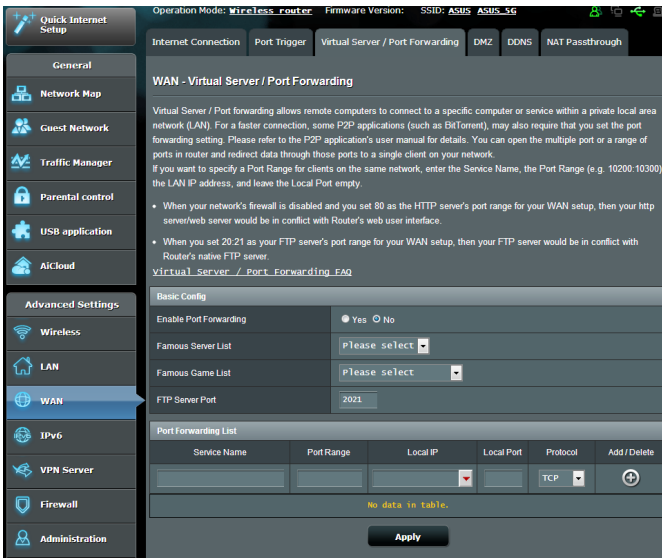 Quick Internet Setup
Operation Mode: Wireless router Firmware Version: SSID: ASUS ASUS_5G
Internet Connection Port Trigger Virtual Server / Port Forwarding DMZ DDNS NAT Passthrough
General
Network Map
Guest Network
Traffic Manager
Parental control
USB application
AiCloud
Advanced Settings
Wireless
LAN
WAN
IPv6
VPN Server
Firewall
Administration
WAN - Virtual Server / Port Forwarding
Virtual Server / Port forwarding allows remote computers to connect to a specific computer or service within a private local area
network (LAN). For a faster connection, some P2P applications (such as BitTorrent), may also require that you set the port
forwarding setting. Please refer to the P2P application's user manual for details. You can open the multiple port or a range of
ports in router and redirect data through those ports to a single client on your network.
If you want to specify a Port Range for clients on the same network, enter the Service Name, the Port Range (e.g. 10200:10300)
the LAN IP address, and leave the Local Port empty.
• When your network's firewall is disabled and you set 80 as the HTTP server's port range for your WAN setup, then your http
server/web server would be in conflict with Router's web user interface.
• When you set 20:21 as your FTP server's port range for your WAN setup, then your FTP server would be in conflict with
Router's native FTP server.
Virtual Server / Port Forwarding FAQ
Basic Config
Enable Port Forwarding Yes No
Famous Server List Please select
Famous Game List Please select
FTP Server Port 2021
Port Forwarding List
Service Name Port Range Local IP Local Port Protocol Add / Delete
TCP
No data in table.
Apply